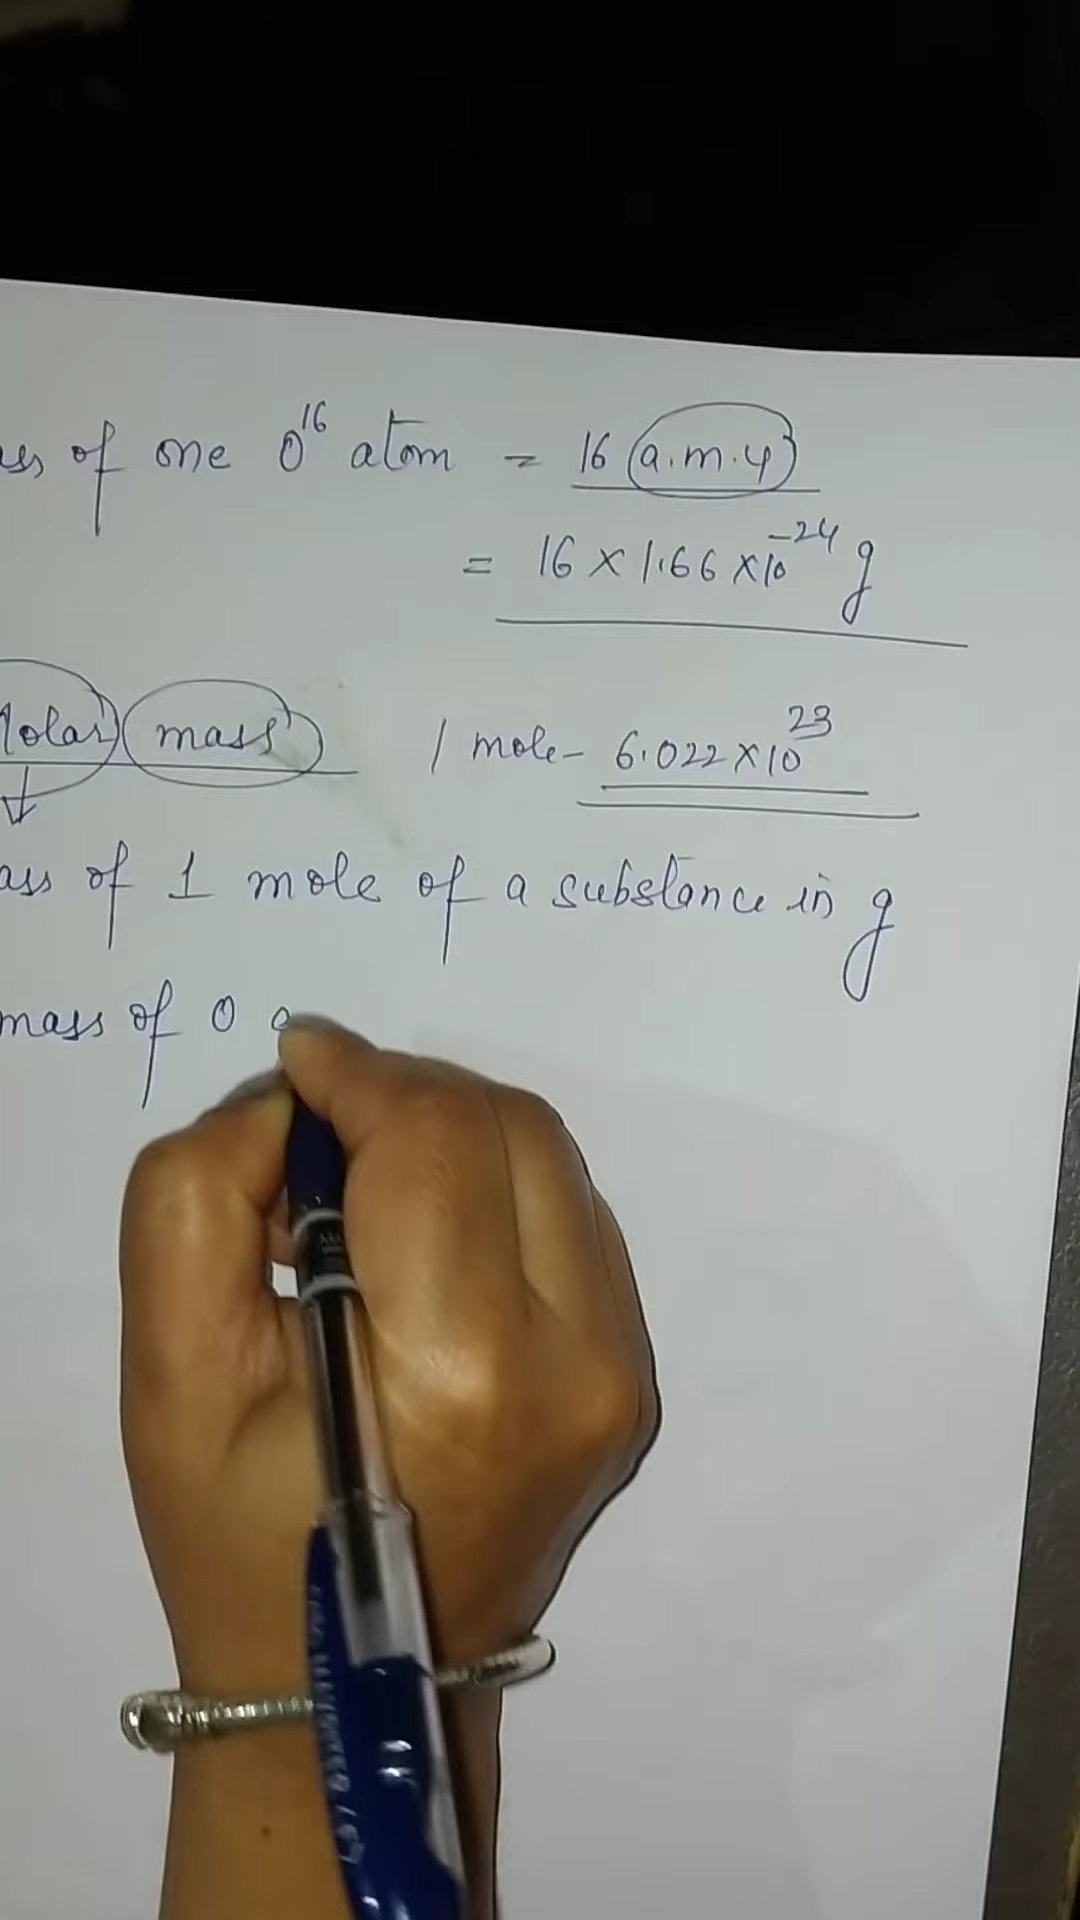 of one O¹⁶ atom = 16 (a.m.u)
= 16 × 1.66 × 10⁻²⁴ g
Molar mass 1 mole - 6.022 × 10²³
ass of 1 mole of a substance in g
mass of O a